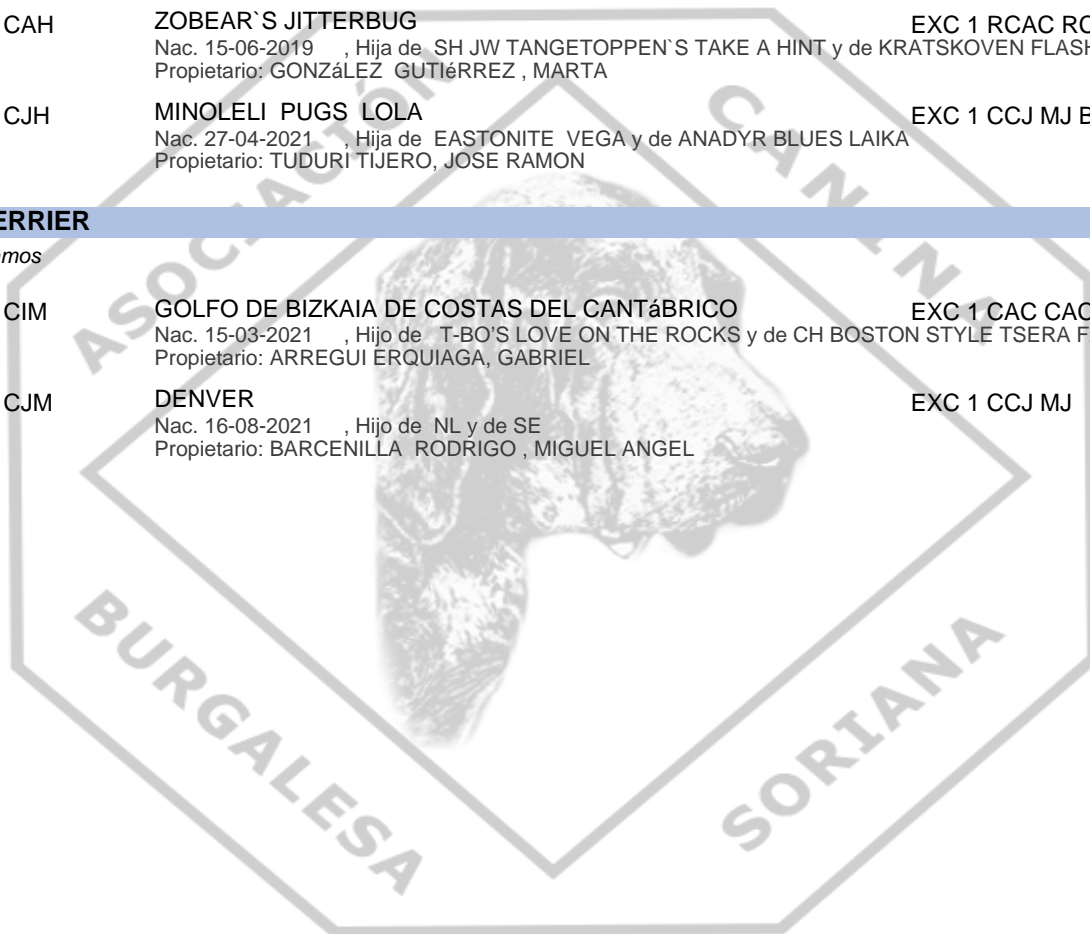 CAH ZOBEAR`S JITTERBUG EXC 1 RCAC
Nac. 15-06-2019 , Hija de SH JW TANGETOPPEN`S TAKE A HINT y de KRATSKOVEN
Propietario: GONZáLEZ GUTIéRREZ , MARTA
CJH MINOLELI PUGS LOLA EXC 1 CCJ MJ
Nac. 27-04-2021 , Hija de EASTONITE VEGA y de ANADYR BLUES LAIKA
Propietario: TUDURI TIJERO, JOSE RAMON
ERRIER
mos
CIM GOLFO DE BIZKAIA DE COSTAS DEL CANTáBRICO EXC 1 CAC CAC
Nac. 15-03-2021 , Hijo de T-BO'S LOVE ON THE ROCKS y de CH BOSTON STYLE TSERA F
Propietario: ARREGUI ERQUIAGA, GABRIEL
CJM DENVER EXC 1 CCJ MJ
Nac. 16-08-2021 , Hijo de NL y de SE
Propietario: BARCENILLA RODRIGO , MIGUEL ANGEL
ASOCIACIÓN CANINA
BURGALESA SORIANA